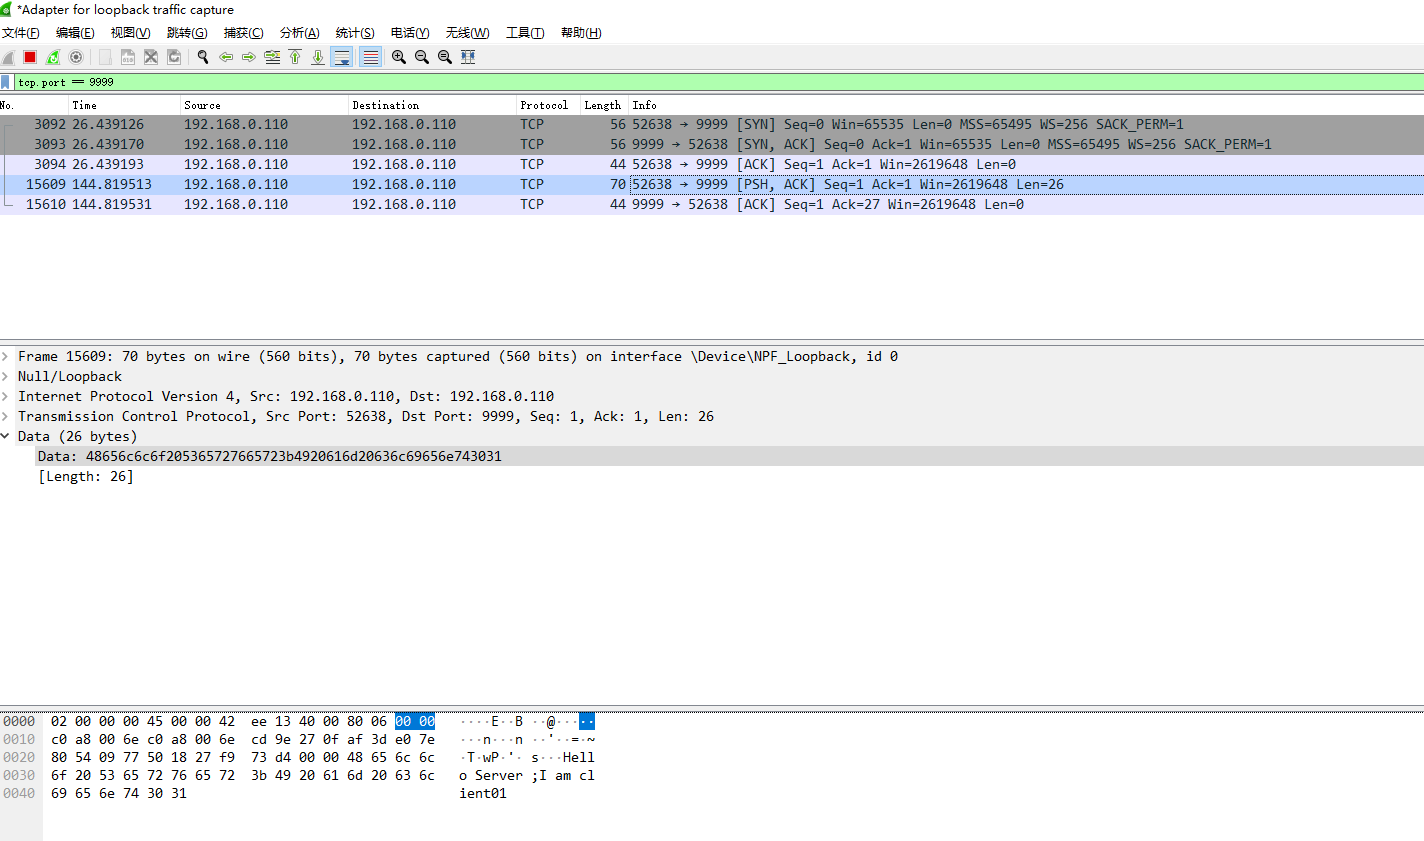 *Adapter for loopback traffic capture
文件(F) 编辑(E) 视图(V) 跳转(G) 捕获(C) 分析(A) 统计(S) 电话(Y) 无线(W) 工具(T) 帮助(H)
tcp.port == 9999
No. Time Source Destination Protocol Length Info
3092 26.439126 192.168.0.110 192.168.0.110 TCP 56 52638 → 9999 [SYN] Seq=0 Win=65535 Len=0 MSS=65495 WS=256 SACK_PERM=1
3093 26.439170 192.168.0.110 192.168.0.110 TCP 56 9999 → 52638 [SYN, ACK] Seq=0 Ack=1 Win=65535 Len=0 MSS=65495 WS=256 SACK_PERM=1
3094 26.439193 192.168.0.110 192.168.0.110 TCP 44 52638 → 9999 [ACK] Seq=1 Ack=1 Win=2619648 Len=0
15609 144.819513 192.168.0.110 192.168.0.110 TCP 70 52638 → 9999 [PSH, ACK] Seq=1 Ack=1 Win=2619648 Len=26
15610 144.819531 192.168.0.110 192.168.0.110 TCP 44 9999 → 52638 [ACK] Seq=1 Ack=27 Win=2619648 Len=0
Frame 15609: 70 bytes on wire (560 bits), 70 bytes captured (560 bits) on interface \Device\NPF_Loopback, id 0
Null/Loopback
Internet Protocol Version 4, Src: 192.168.0.110, Dst: 192.168.0.110
Transmission Control Protocol, Src Port: 52638, Dst Port: 9999, Seq: 1, Ack: 1, Len: 26
Data (26 bytes)
Data: 48656c6c6f205365727665723b4920616d20636c69656e743031
[Length: 26]
0000 02 00 00 00 45 00 00 42 ee 13 40 00 80 06 00 00 ····E··B ··@·····
0010 c0 a8 00 6e c0 a8 00 6e cd 9e 27 0f af 3d e0 7e ···n···n ··'··=·~
0020 80 54 09 77 50 18 27 f9 73 d4 00 00 48 65 6c 6c ·T·wP·'· s···Hell
0030 6f 20 53 65 72 76 65 72 3b 49 20 61 6d 20 63 6c o Server ;I am cl
0040 69 65 6e 74 30 31 ient01